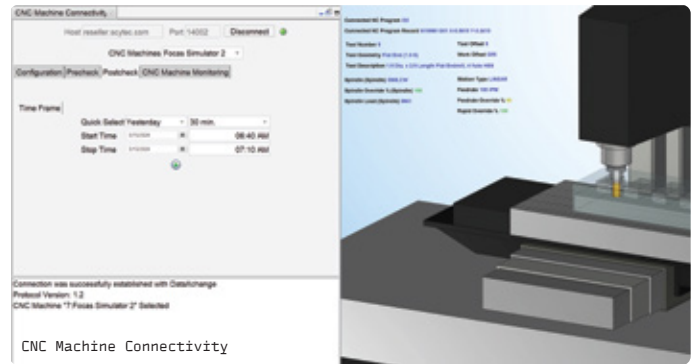 CNC Machine Connectivity
Host reseller.scytec.com Port 14002 Disconnect
CNC Machines Focas Simulator 2
Configuration Precheck Postcheck CNC Machine Monitoring
Time Frame
Quick Select Yesterday 30 min.
Start Time 06:40 AM
Stop Time 07:10 AM
Connection was successfully established with DataXchange
Protocol Version: 1.2
CNC Machine "7:Focas Simulator 2" Selected
CNC Machine Connectivity
Connected NC Program
Connected NC Program Record
Tool Number Tool Offset
Tool Geometry Work Offset
Tool Description
Spindle (Spindle) Motion Type LINEAR
Spindle Override % (Spindle) Feedrate
Spindle Load (Spindle) Feedrate Override %
Rapid Override %